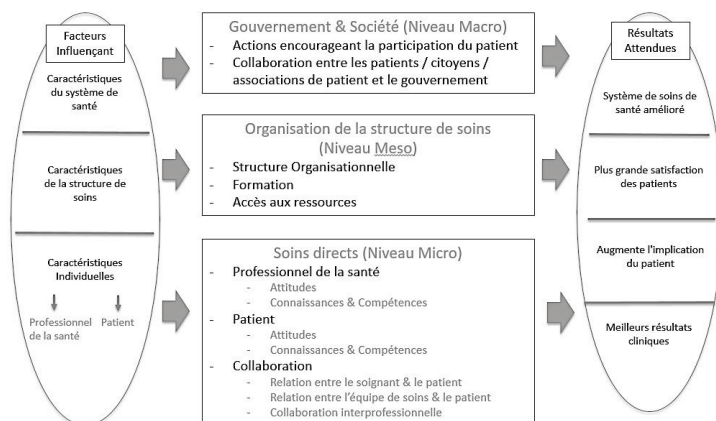 Facteurs
Influençant
Caractéristiques
du système de
santé
Caractéristiques
de la structure de
soins
Caractéristiques
Individuelles
Professionnel
de la santé
Patient
Gouvernement & Société (Niveau Macro)
- Actions encourageant la participation du patient
- Collaboration entre les patients / citoyens /
associations de patient et le gouvernement
Organisation de la structure de soins
(Niveau Meso)
- Structure Organisationnelle
- Formation
- Accès aux ressources
Soins directs (Niveau Micro)
- Professionnel de la santé
- Attitudes
- Connaissances & Compétences
- Patient
- Attitudes
- Connaissances & Compétences
- Collaboration
- Relation entre le soignant & le patient
- Relation entre l'équipe de soins & le patient
- Collaboration interprofessionnelle
Résultats
Attendues
Système de soins de
santé amélioré
Plus grande satisfaction
des patients
Augmente l'implication
du patient
Meilleurs résultats
cliniques